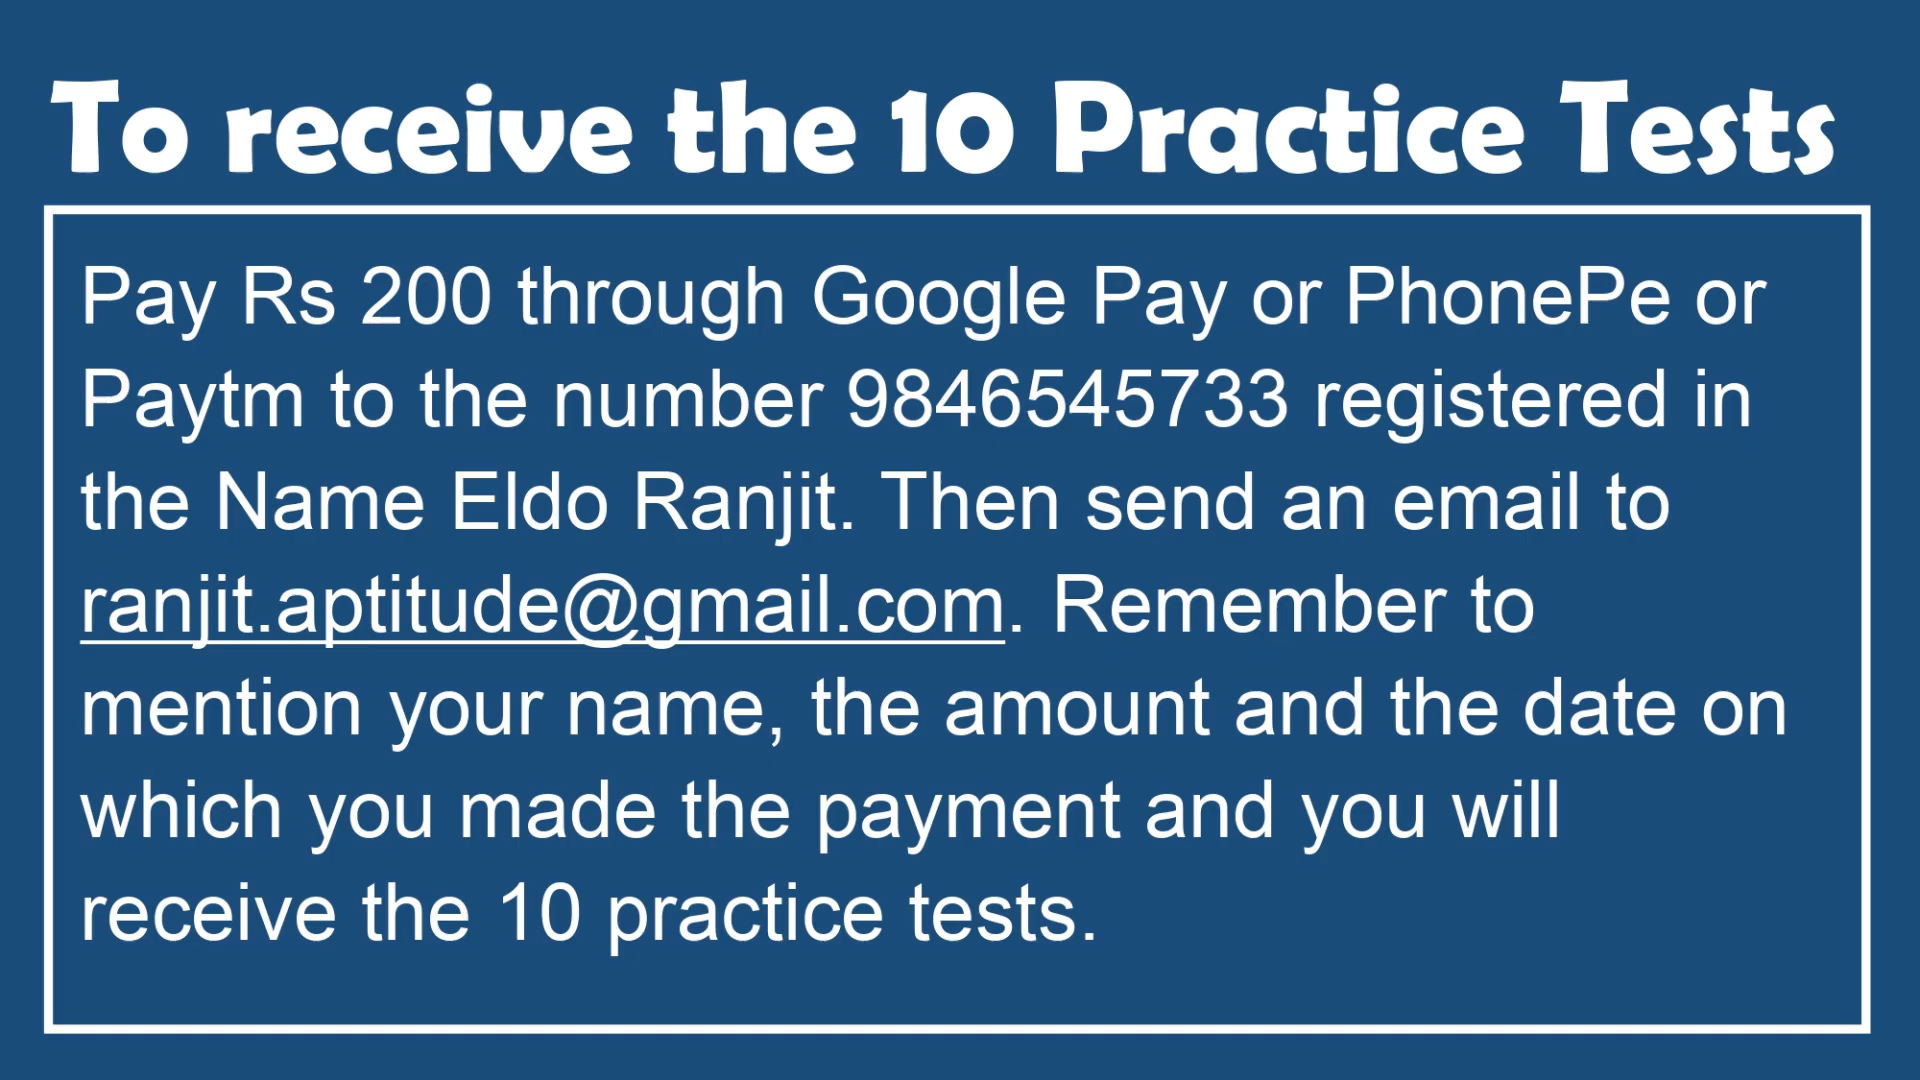 To receive the 10 Practice Tests
Pay Rs 200 through Google Pay or PhonePe or
Paytm to the number 9846545733 registered in
the Name Eldo Ranjit. Then send an email to
ranjit.aptitude@gmail.com. Remember to
mention your name, the amount and the date on
which you made the payment and you will
receive the 10 practice tests.